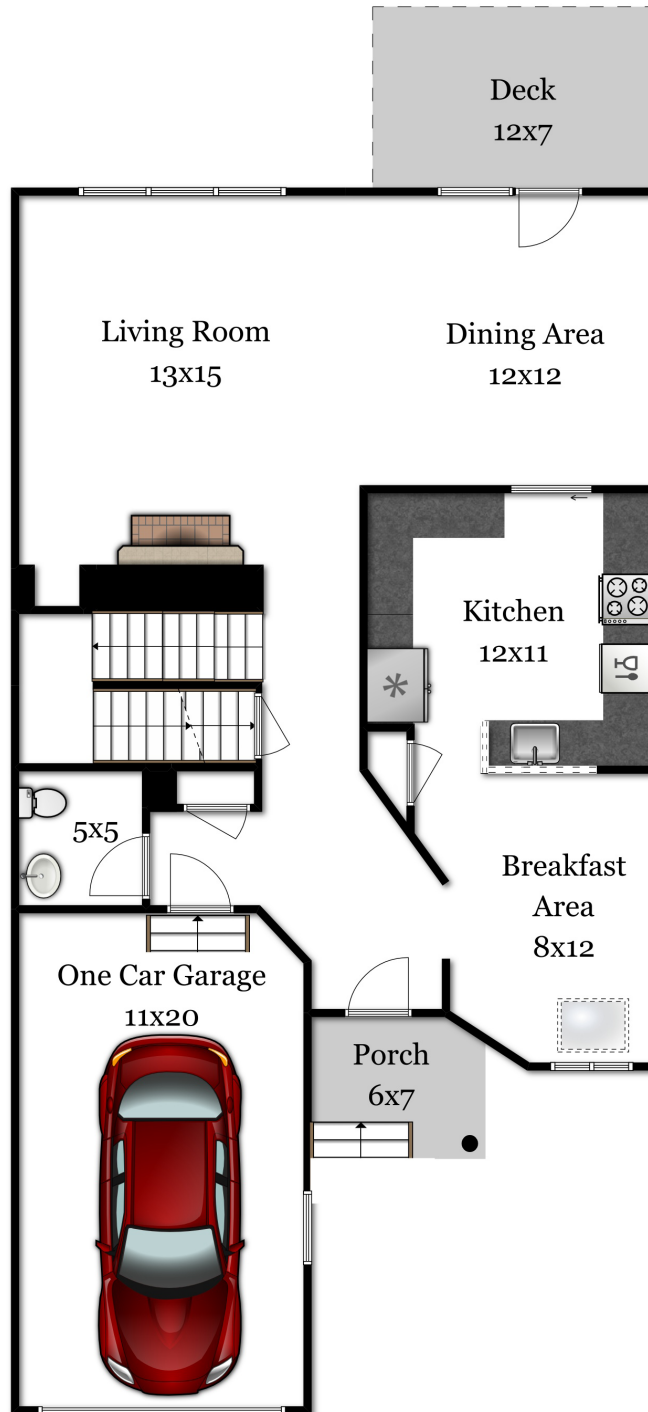 Deck
12x7
Living Room
13x15
Dining Area
12x12
Kitchen
12x11
5x5
Breakfast
Area
8x12
One Car Garage
11x20
Porch
6x7